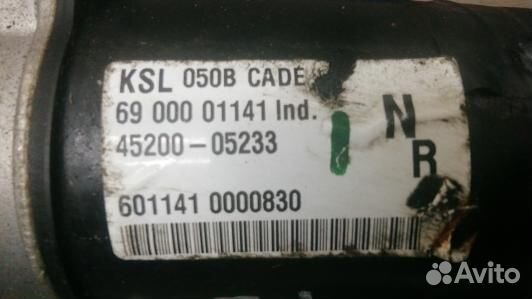 KSL 050B CADE
69 000 01141 Ind.
45200-05233
N
R
601141 0000830
Avito